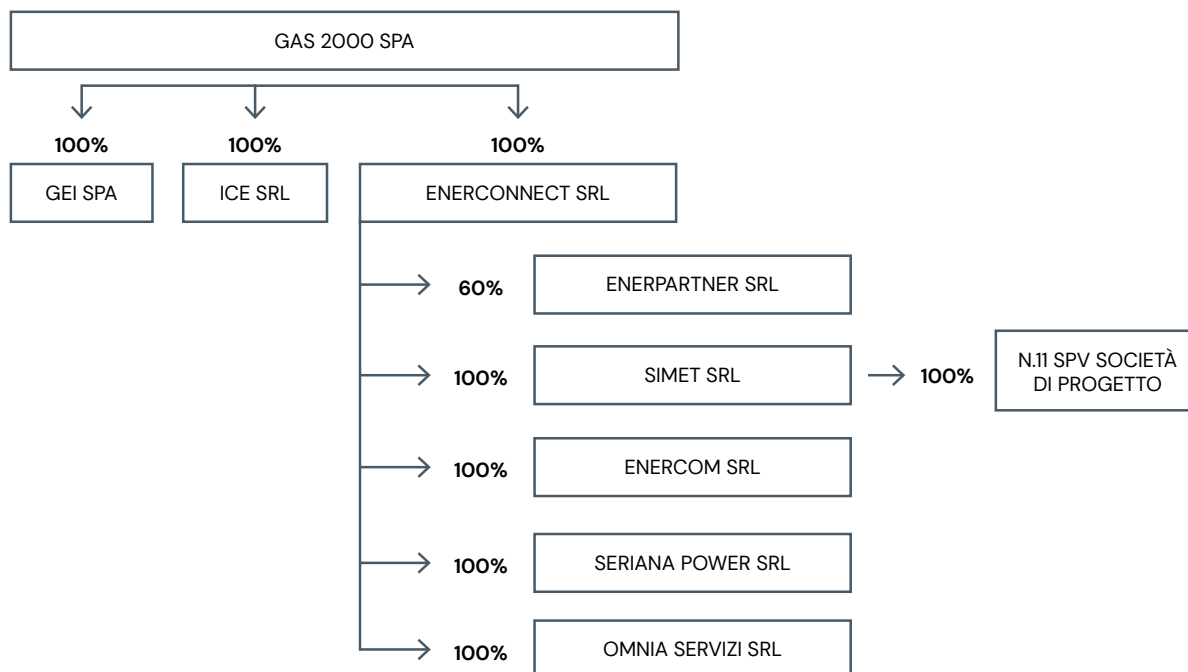 GAS 2000 SPA
100%
100%
100%
GEI SPA
ICE SRL
ENERCONNECT SRL
60%
ENERPARTNER SRL
100%
SIMET SRL
100%
N.11 SPV SOCIETÀ
DI PROGETTO
100%
ENERCOM SRL
100%
SERIANA POWER SRL
100%
OMNIA SERVIZI SRL